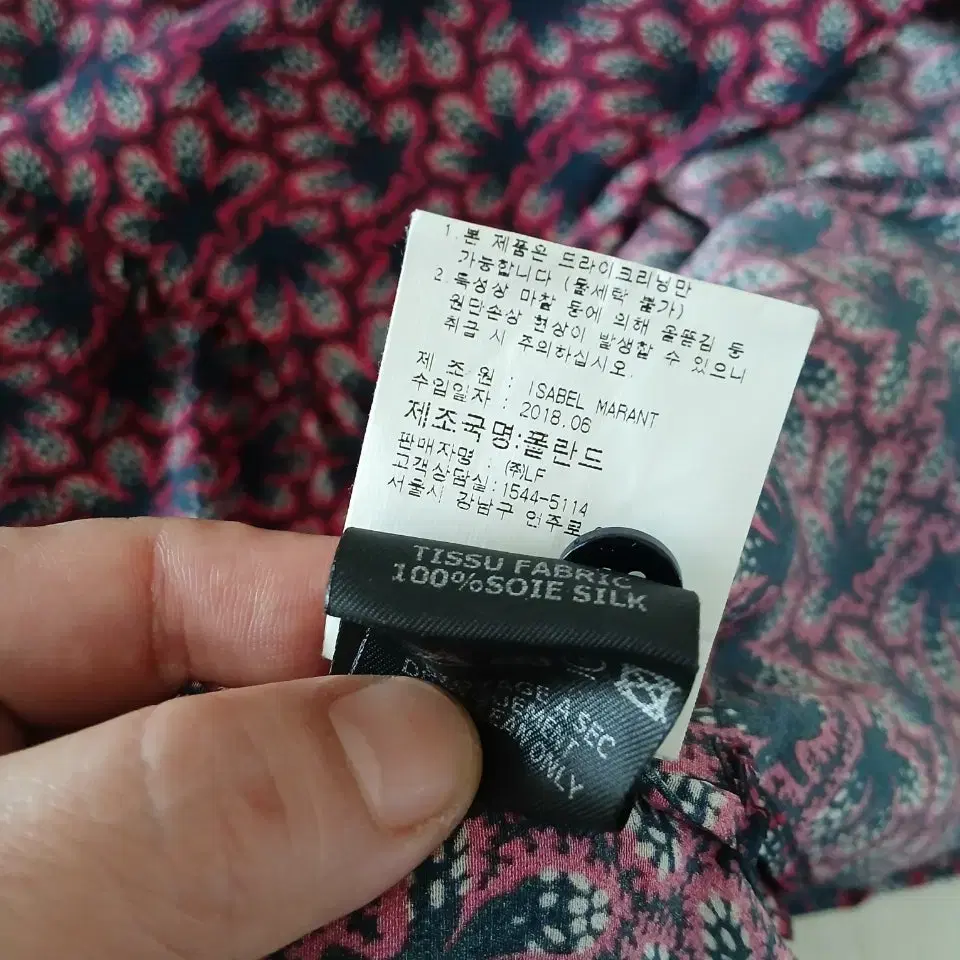 1.본 제품은 드라이크리닝만
가능합니다 (물세탁 불가)
2.특성상 마찰 등에 의해 올뜯김 등
원단손상 현상이 발생할 수 있으니
취급 시 주의하십시오.
제 조 원 : ISABEL MARANT
수입일자 : 2018.06
제조국명:폴란드
판매자명 : (주)LF
고객상담실:1544-5114
서울시 강남구 언주로
TISSU FABRIC
100%SOIE SILK
A SEC
ONLY